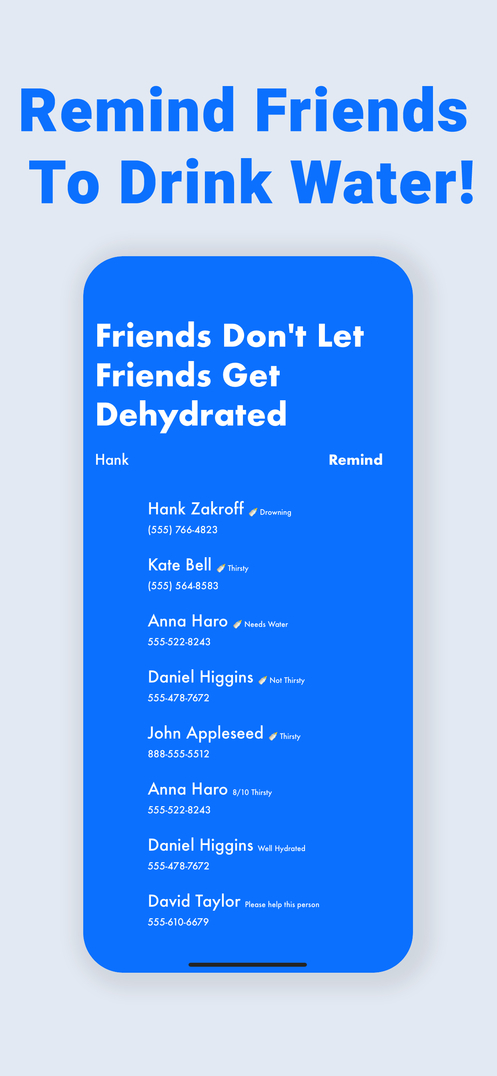 Remind Friends
To Drink Water!
Friends Don't Let
Friends Get
Dehydrated
Hank Remind
Hank Zakroff 🍼 Drowning
(555) 766-4823
Kate Bell 🍼 Thirsty
(555) 564-8583
Anna Haro 🍼 Needs Water
555-522-8243
Daniel Higgins 🍼 Not Thirsty
555-478-7672
John Appleseed 🍼 Thirsty
888-555-5512
Anna Haro 8/10 Thirsty
555-522-8243
Daniel Higgins Well Hydrated
555-478-7672
David Taylor Please help this person
555-610-6679